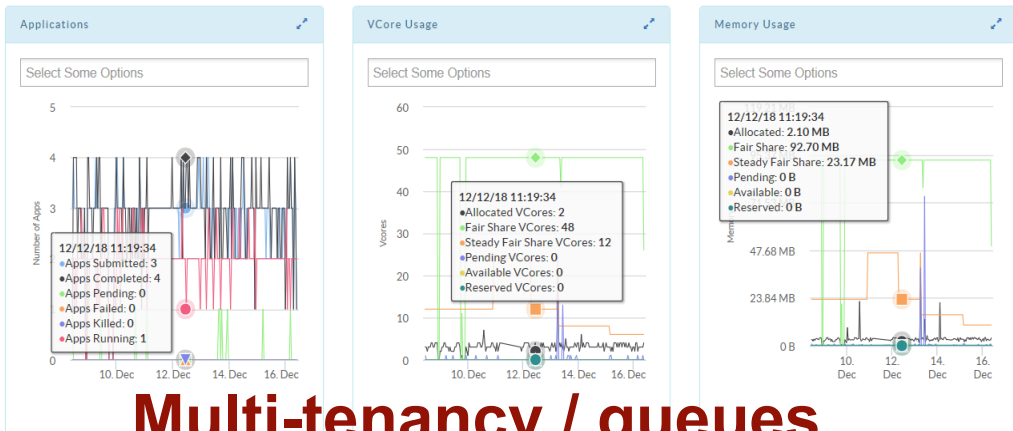 Applications
VCore Usage
Memory Usage
Select Some Options
Select Some Options
Select Some Options
5
4
3
0
Number of Apps
12/12/18 11:19:34
Apps Submitted: 3
Apps Completed: 4
Apps Pending: 0
Apps Failed: 0
Apps Killed: 0
Apps Running: 1
10. Dec
12. Dec
14. Dec
16. Dec
60
50
40
30
20
10
0
Vcores
12/12/18 11:19:34
Allocated VCores: 2
Fair Share VCores: 48
Steady Fair Share VCores: 12
Pending VCores: 0
Available VCores: 0
Reserved VCores: 0
10. Dec
12. Dec
14. Dec
16. Dec
119.21 MB
12/12/18 11:19:34
Allocated: 2.10 MB
Fair Share: 92.70 MB
Steady Fair Share: 23.17 MB
Pending: 0 B
Available: 0 B
Reserved: 0 B
47.68 MB
23.84 MB
0 B
10. Dec
12. Dec
14. Dec
16. Dec
Multi-tenancy / queues